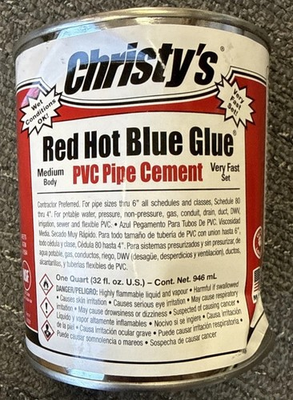 Christy's®
Wet
Conditions
OK!
Very
Fast
Set
Red Hot Blue Glue®
Medium
Body
PVC Pipe Cement
Very Fast
Set
Contractor Preferred. For pipe sizes thru 6" all schedules and classes, Schedule 80
thru 4". For potable water, pressure, non-pressure, gas, conduit, drain, duct, DWV,
irrigation, sewer and flexible PVC. • Azul Pegamento Para Tubos De PVC. Viscosidad
Media. Secado Muy Rápido. Para todo tamaño de tubería de PVC con unión hasta 6",
todo cédula y clase, Cédula 80 hasta 4". Para sistemas presurizados y sin presurizar, de
agua potable, gas, conductos, riego, DWV (desagüe, desperdicios y ventilación), ductos,
alcantarillas, y tuberías flexibles de PVC.
One Quart (32 fl. oz. U.S.) – Cont. Net. 946 mL
DANGER/PELIGRO: Highly flammable liquid and vapour • Harmful if swallowed
• Causes skin irritation • Causes serious eye irritation • May cause respiratory
irritation • May cause drowsiness or dizziness • Suspected of causing cancer •
Líquido y vapor altamente inflamables • Nocivo si se ingiere • Causa irritación
de la piel • Causa irritación ocular grave • Puede causar irritación respiratoria
• Puede causar somnolencia o mareos • Sospecha de causar cancer